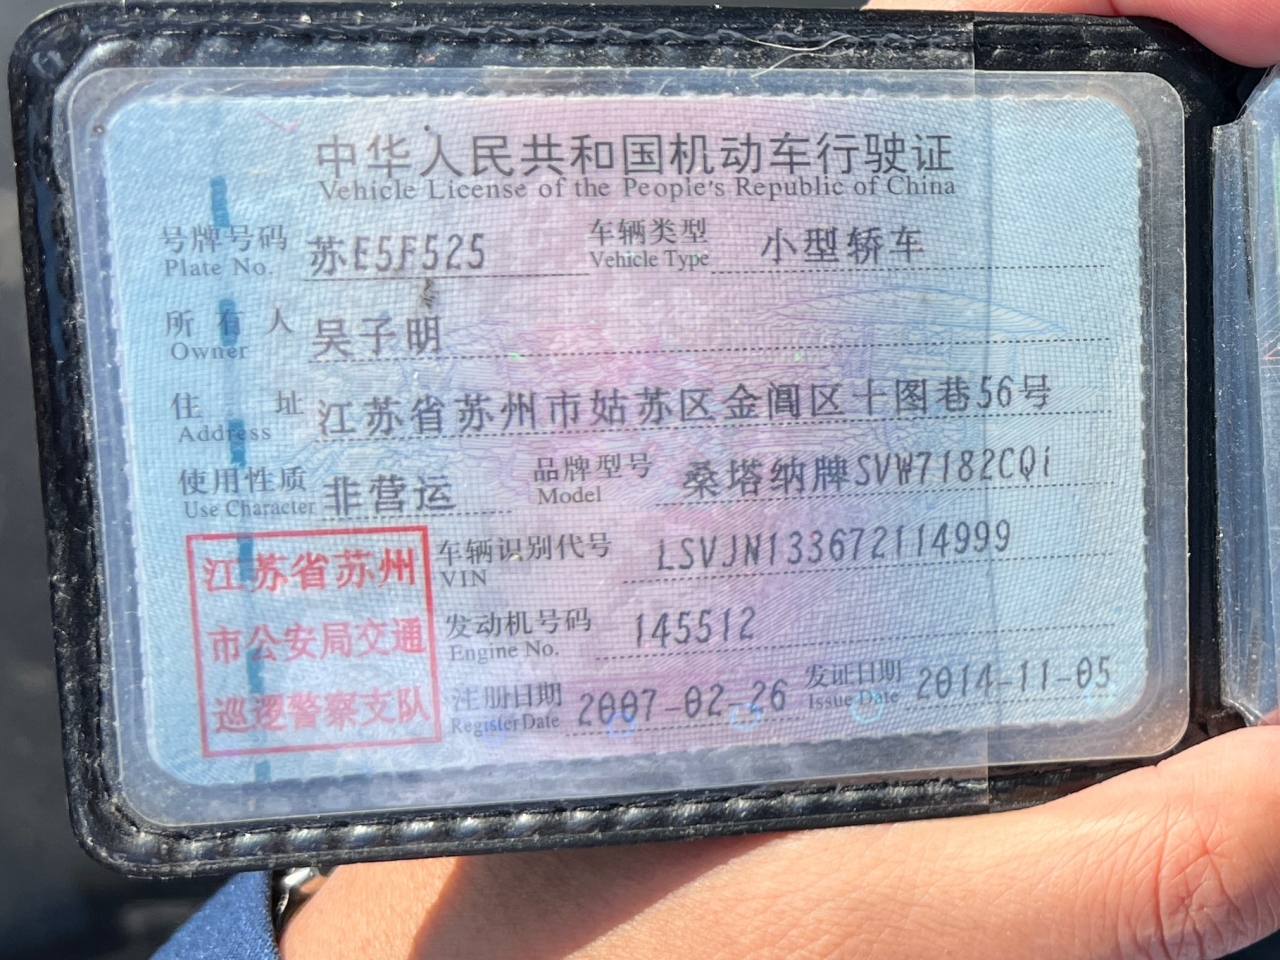 中华人民共和国机动车行驶证
Vehicle License of the People's Republic of China
号牌号码 苏E5F525 车辆类型 小型轿车
Plate No. Vehicle Type
所有人 吴子明
Owner
住址 江苏省苏州市姑苏区金阊区十图巷56号
Address
使用性质 非营运 品牌型号 桑塔纳牌SVW7182CQi
Use Character Model
江苏省苏州
市公安局交通
巡逻警察支队
车辆识别代号 LSVJN133672114999
VIN
发动机号码 145512
Engine No.
注册日期 2007-02-26 发证日期 2014-11-05
Register Date Issue Date